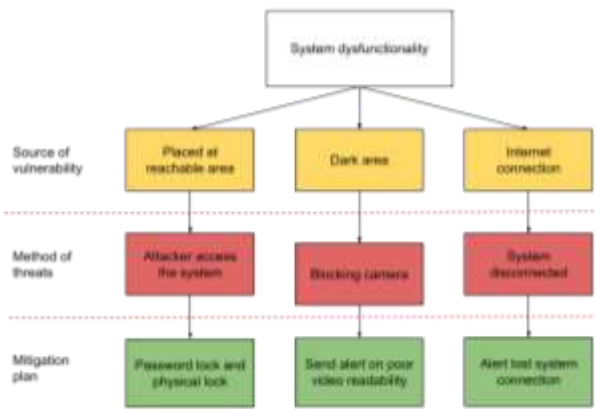 System dysfunctionality
Source of
vulnerability
Placed at
reachable area
Dark area
Internet
connection
Method of
threats
Attacker access
the system
Blocking camera
System
disconnected
Mitigation
plan
Password lock and
physical lock
Send alert on poor
video readability
Alert lost system
connection